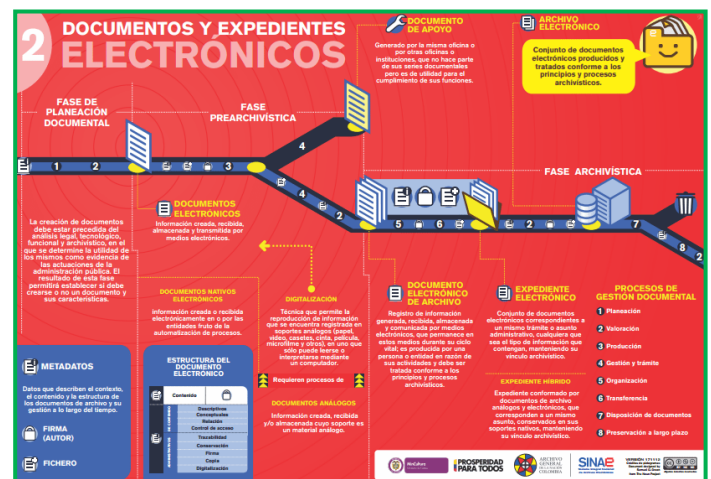 2
DOCUMENTOS Y EXPEDIENTES
ELECTRÓNICOS
DOCUMENTO
DE APOYO
Generado por la misma oficina o
por otras oficinas o
instituciones, que no hace parte
de sus series documentales
pero es de utilidad para el
cumplimiento de sus funciones.
ARCHIVO
ELECTRÓNICO
Conjunto de documentos
electrónicos producidos y
tratados conforme a los
principios y procesos
archivísticos.
FASE DE
PLANEACIÓN
DOCUMENTAL
FASE
PREARCHIVÍSTICA
FASE ARCHIVÍSTICA
1 2 3 4
4 2 5 6 2 7
8 2
La creación de documentos
debe estar precedida del
análisis legal, tecnológico,
funcional y archivístico, en el
que se determine la utilidad de
los mismos como evidencia de
las actuaciones de la
administración pública. El
resultado de esta fase
permitirá establecer si debe
crearse o no un documento y
sus características.
DOCUMENTOS
ELECTRÓNICOS
Información creada, recibida,
almacenada y transmitida por
medios electrónicos.
DOCUMENTOS NATIVOS
ELECTRÓNICOS
Información creada o recibida
electrónicamente en o por las
entidades fruto de la
automatización de procesos.
DIGITALIZACIÓN
Técnica que permite la
reproducción de información
que se encuentra registrada en
soportes análogos (papel,
video, casetes, cinta, película,
microfilme y otros), en uno que
sólo puede leerse o
interpretarse mediante
un computador.
Requieren procesos de
DOCUMENTOS ANÁLOGOS
Información creada, recibida
y/o almacenada cuyo soporte es
un material análogo.
DOCUMENTO
ELECTRÓNICO
DE ARCHIVO
Registro de información
generada, recibida, almacenada
y comunicada por medios
electrónicos, que permanece en
estos medios durante su ciclo
vital; es producida por una
persona o entidad en razón de
sus actividades y debe ser
tratada conforme a los
principios y procesos
archivísticos.
EXPEDIENTE
ELECTRÓNICO
Conjunto de documentos
electrónicos correspondientes a
un mismo trámite o asunto
administrativo, cualquiera que
sea el tipo de información que
contengan, manteniendo su
vínculo archivístico.
EXPEDIENTE HÍBRIDO
Expediente conformado por
documentos de archivo
análogos y electrónicos, que
corresponden a un mismo
asunto, conservados en sus
soportes nativos, manteniendo
su vínculo archivístico.
PROCESOS DE
GESTIÓN DOCUMENTAL
1 Planeación
2 Valoración
3 Producción
4 Gestión y trámite
5 Organización
6 Transferencia
7 Disposición de documentos
8 Preservación a largo plazo
METADATOS
Datos que describen el contexto,
el contenido y la estructura de
los documentos de archivo y su
gestión a lo largo del tiempo.
FIRMA
(AUTOR)
FICHERO
ESTRUCTURA DEL
DOCUMENTO
ELECTRÓNICO
Contenido
Descriptivos
Conceptuales
Relación
Control de acceso
Trazabilidad
Conservación
Firma
Copia
Digitalización
MinCultura
PROSPERIDAD
PARA TODOS
ARCHIVO
GENERAL
DE LA NACIÓN
COLOMBIA
SINAE
VERSIÓN 171112